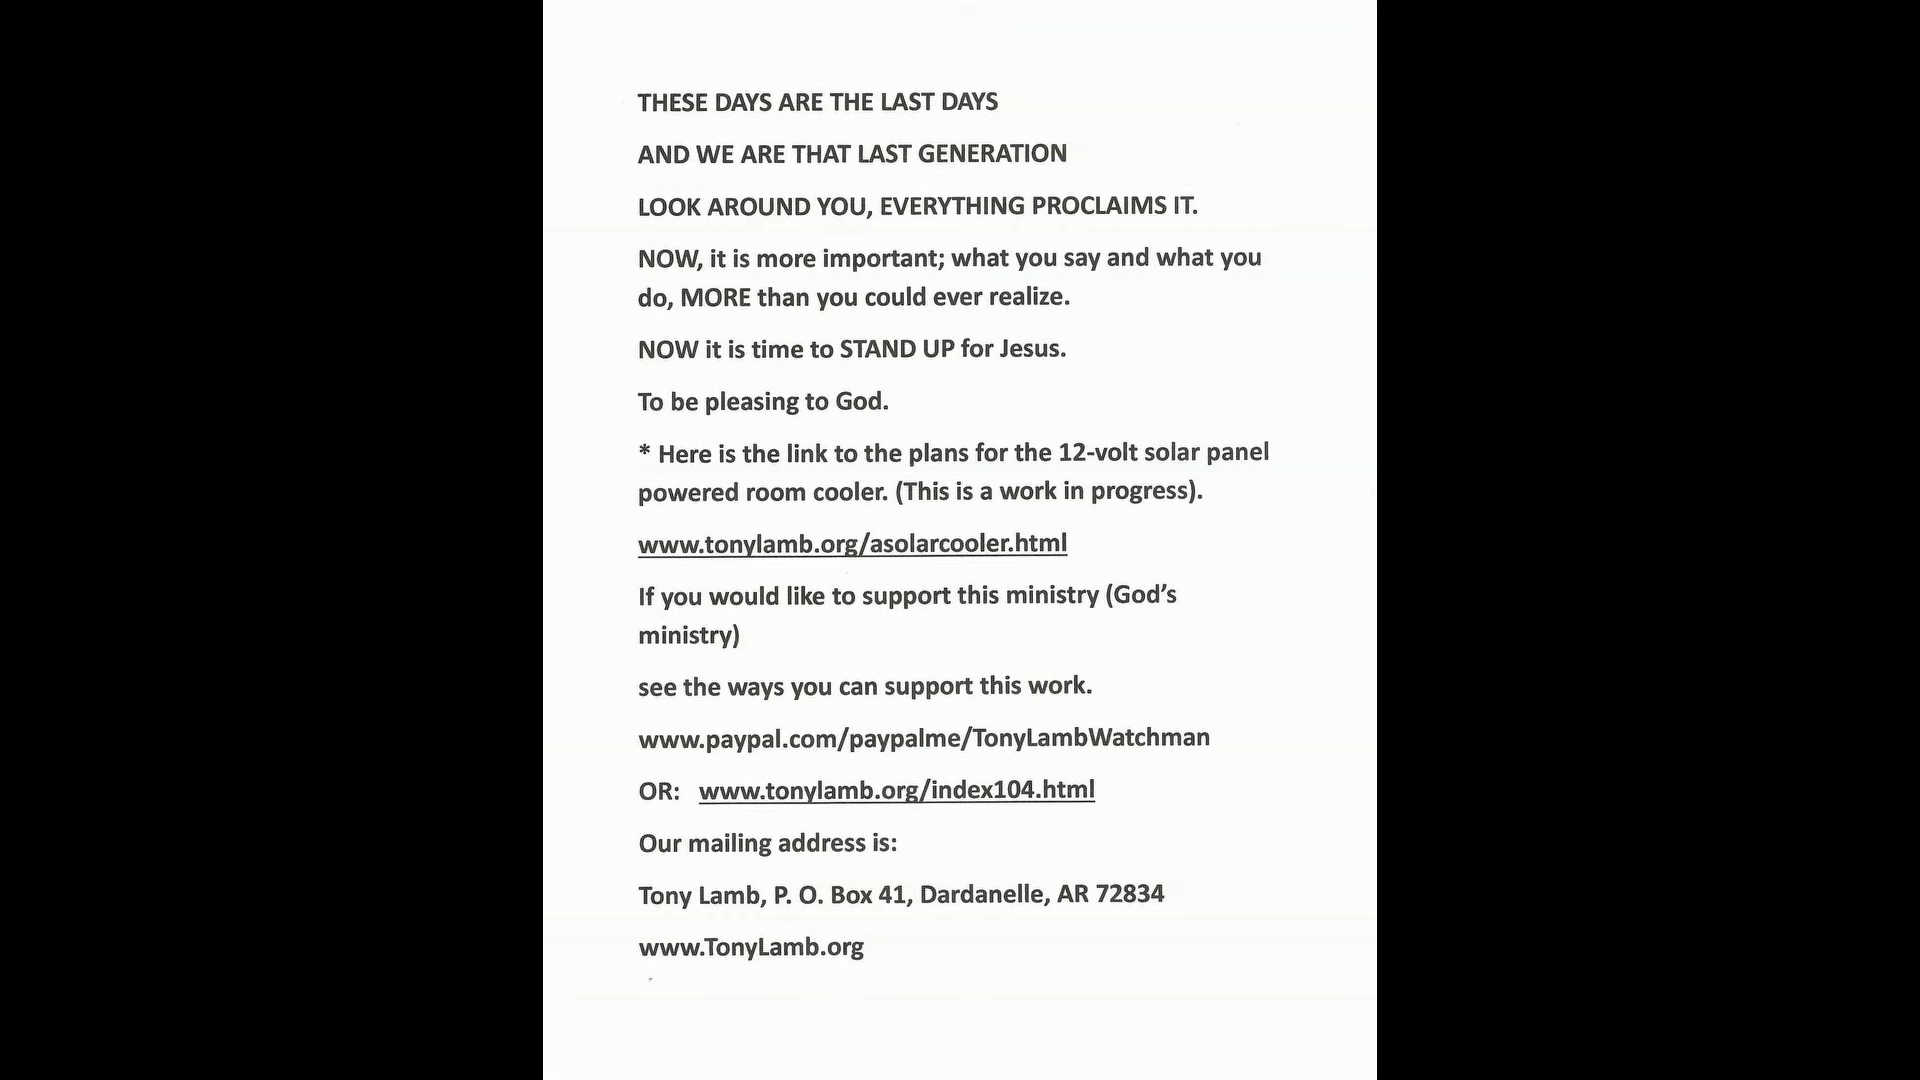 THESE DAYS ARE THE LAST DAYS
AND WE ARE THAT LAST GENERATION
LOOK AROUND YOU, EVERYTHING PROCLAIMS IT.
NOW, it is more important; what you say and what you
do, MORE than you could ever realize.
NOW it is time to STAND UP for Jesus.
To be pleasing to God.
* Here is the link to the plans for the 12-volt solar panel
powered room cooler. (This is a work in progress).
www.tonylamb.org/asolarcooler.html
If you would like to support this ministry (God’s
ministry)
see the ways you can support this work.
www.paypal.com/paypalme/TonyLambWatchman
OR: www.tonylamb.org/index104.html
Our mailing address is:
Tony Lamb, P. O. Box 41, Dardanelle, AR 72834
www.TonyLamb.org